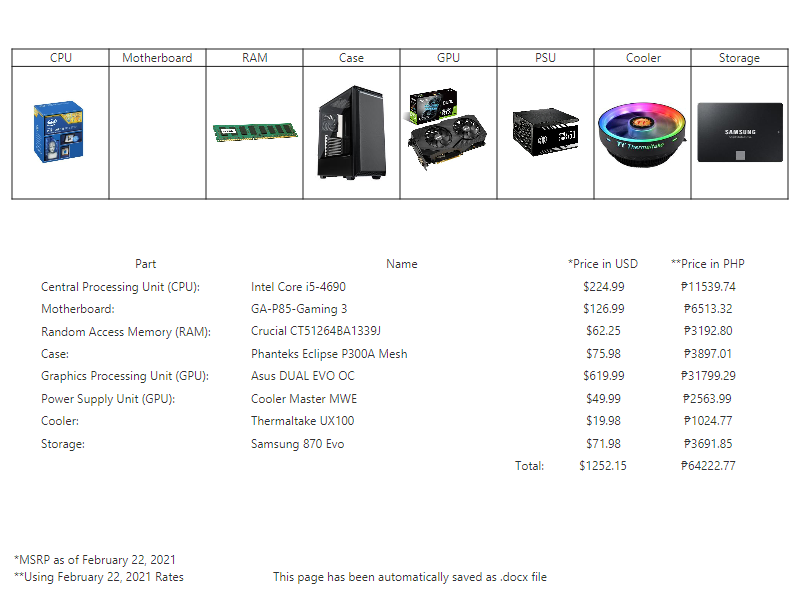 CPU Motherboard RAM Case GPU PSU Cooler Storage
SAMSUNG
Thermaltake
Part Name *Price in USD **Price in PHP
Central Processing Unit (CPU): Intel Core i5-4690 $224.99 ₱11539.74
Motherboard: GA-P85-Gaming 3 $126.99 ₱6513.32
Random Access Memory (RAM): Crucial CT51264BA1339J $62.25 ₱3192.80
Case: Phanteks Eclipse P300A Mesh $75.98 ₱3897.01
Graphics Processing Unit (GPU): Asus DUAL EVO OC $619.99 ₱31799.29
Power Supply Unit (GPU): Cooler Master MWE $49.99 ₱2563.99
Cooler: Thermaltake UX100 $19.98 ₱1024.77
Storage: Samsung 870 Evo $71.98 ₱3691.85
Total: $1252.15 ₱64222.77
*MSRP as of February 22, 2021
**Using February 22, 2021 Rates This page has been automatically saved as .docx file